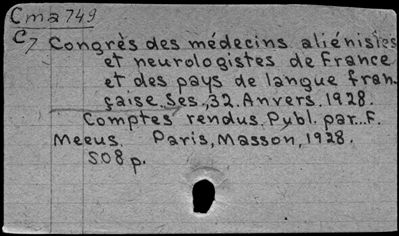 Cma 749
C7 Congrès des médecins aliénistes
et neurologistes de France
et des pays de langue fran-
çaise. Ses., 32. Anvers. 1928.
Comptes rendus. Publ. par... F.
Meeus. Paris, Masson, 1928.
508 p.